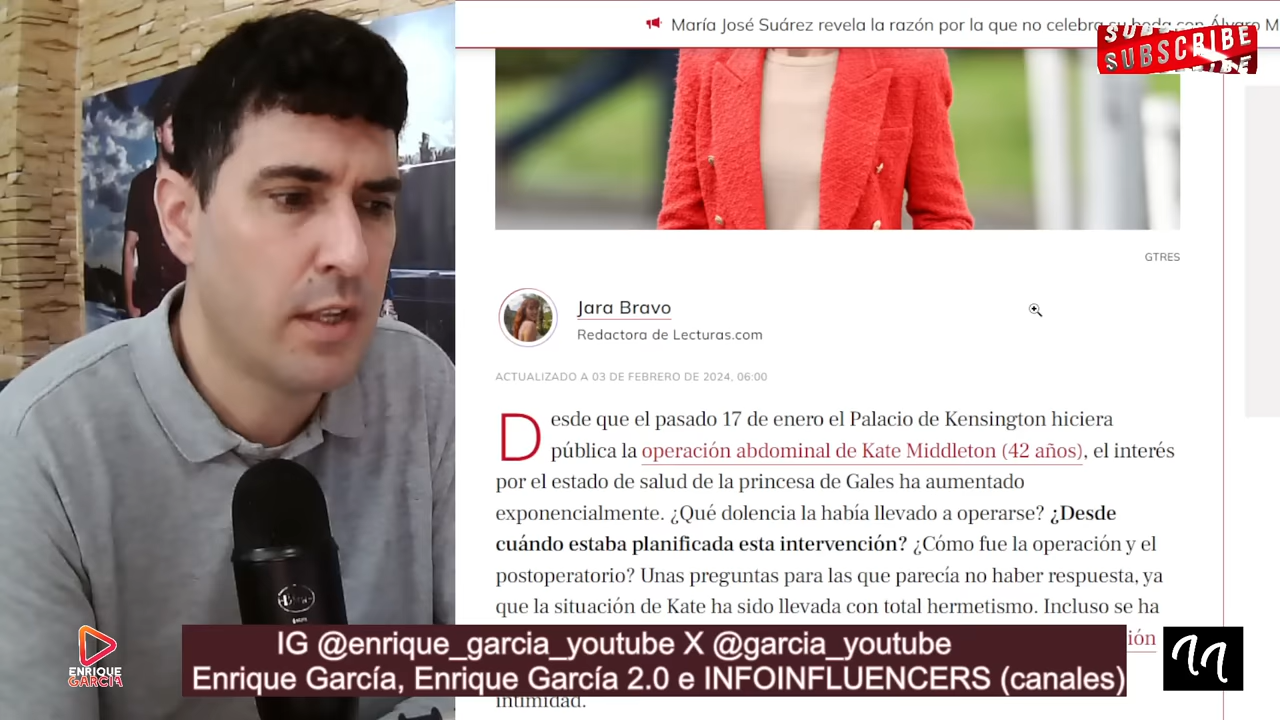 María José Suárez revela la razón por la que no celebra su boda con Álvaro M
SUBSCRIBE
GTRES
Jara Bravo
Redactora de Lecturas.com
ACTUALIZADO A 03 DE FEBRERO DE 2024, 06:00
Desde que el pasado 17 de enero el Palacio de Kensington hiciera
pública la operación abdominal de Kate Middleton (42 años), el interés
por el estado de salud de la princesa de Gales ha aumentado
exponencialmente. ¿Qué dolencia la había llevado a operarse? ¿Desde
cuándo estaba planificada esta intervención? ¿Cómo fue la operación y el
postoperatorio? Unas preguntas para las que parecía no haber respuesta, ya
que la situación de Kate ha sido llevada con total hermetismo. Incluso se ha
ión
intimidad.
IG @enrique_garcia_youtube X @garcia_youtube
Enrique García, Enrique García 2.0 e INFOINFLUENCERS (canales)
ENRIQUE
GARCÍA